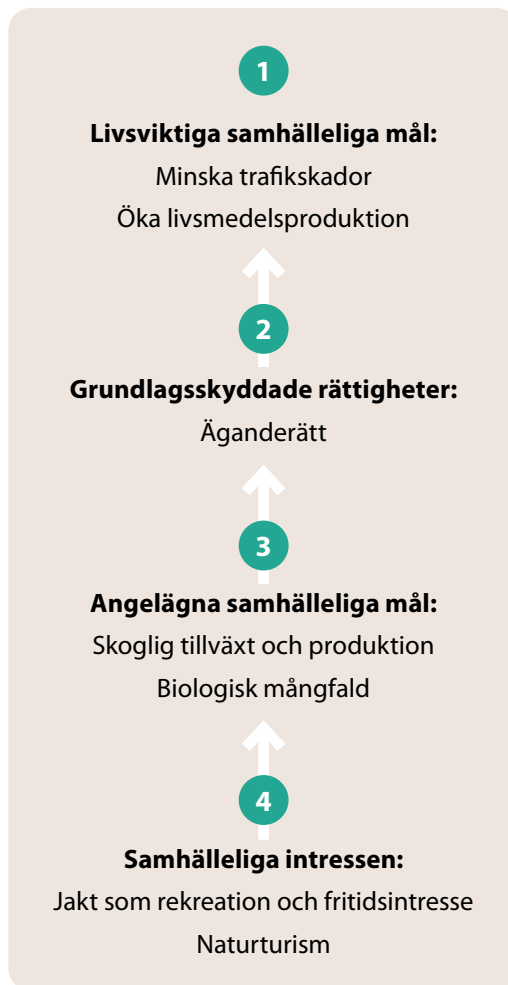 1
Livsviktiga samhälleliga mål:
Minska trafikskador
Öka livsmedelsproduktion
2
Grundlagsskyddade rättigheter:
Äganderätt
3
Angelägna samhälleliga mål:
Skoglig tillväxt och produktion
Biologisk mångfald
4
Samhälleliga intressen:
Jakt som rekreation och fritidsintresse
Naturturism